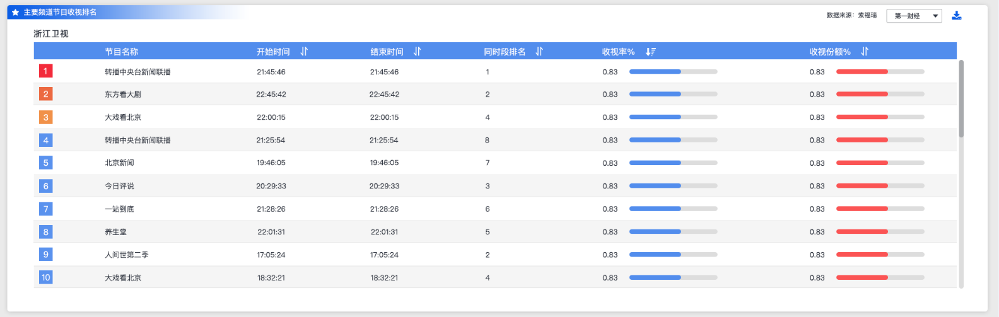 主要频道节目收视排名
数据来源：索福瑞 第一财经
浙江卫视
节目名称 开始时间 结束时间 同时段排名 收视率% 收视份额%
1 转播中央台新闻联播 21:45:46 21:45:46 1 0.83 0.83
2 东方看大剧 22:45:42 22:45:42 2 0.83 0.83
3 大戏看北京 22:00:15 22:00:15 4 0.83 0.83
4 转播中央台新闻联播 21:25:54 21:25:54 8 0.83 0.83
5 北京新闻 19:46:05 19:46:05 7 0.83 0.83
6 今日评说 20:29:33 20:29:33 3 0.83 0.83
7 一站到底 21:28:26 21:28:26 6 0.83 0.83
8 养生堂 22:01:31 22:01:31 5 0.83 0.83
9 人间世第二季 17:05:24 17:05:24 2 0.83 0.83
10 大戏看北京 18:32:21 18:32:21 4 0.83 0.83